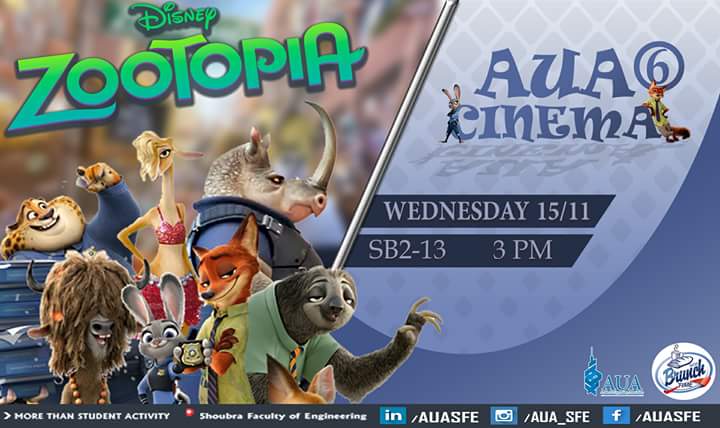 Disney
ZOOTOPIA
AUA 6
CINEMA
WEDNESDAY 15/11
SB2-13 3 PM
AUA
Brunch
TIME
> MORE THAN STUDENT ACTIVITY Shoubra Faculty of Engineering in /AUASFE /AUA_SFE f /AUASFE